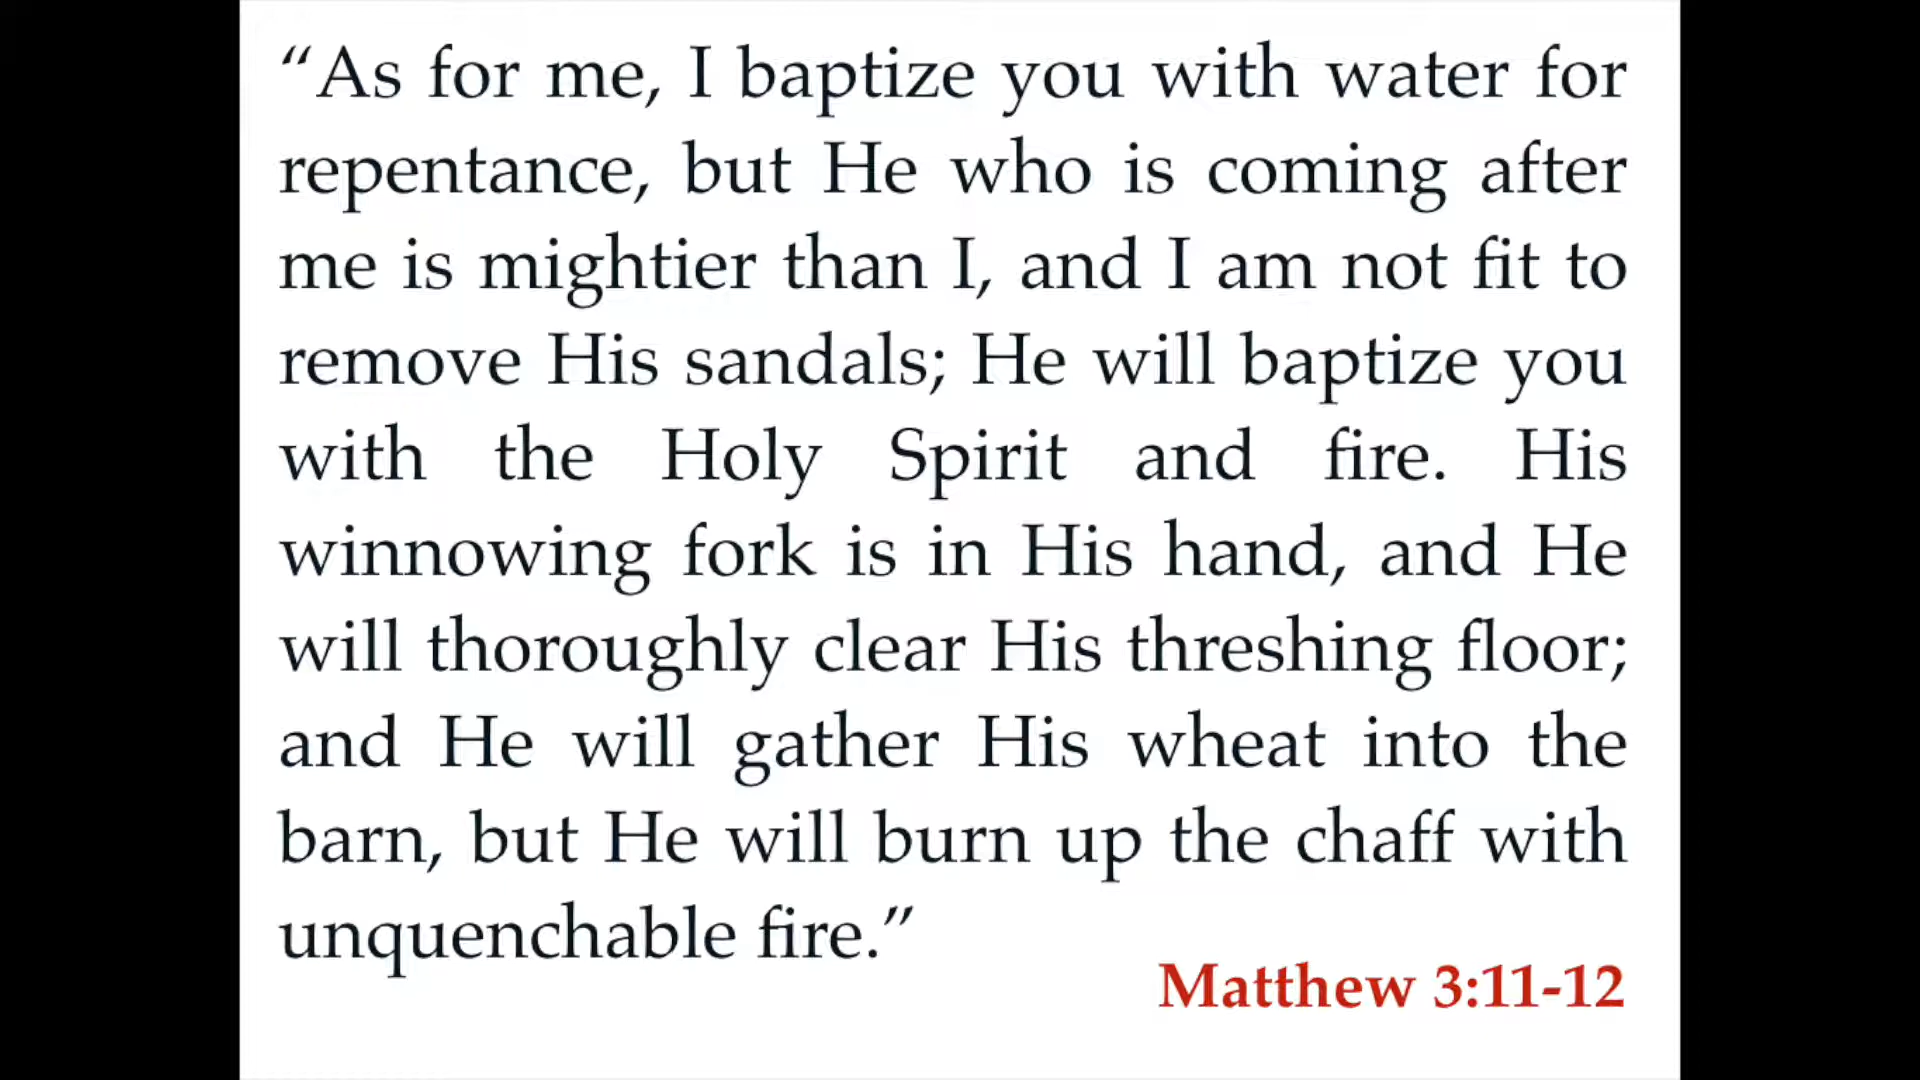 “As for me, I baptize you with water for
repentance, but He who is coming after
me is mightier than I, and I am not fit to
remove His sandals; He will baptize you
with the Holy Spirit and fire. His
winnowing fork is in His hand, and He
will thoroughly clear His threshing floor;
and He will gather His wheat into the
barn, but He will burn up the chaff with
unquenchable fire.”
Matthew 3:11-12